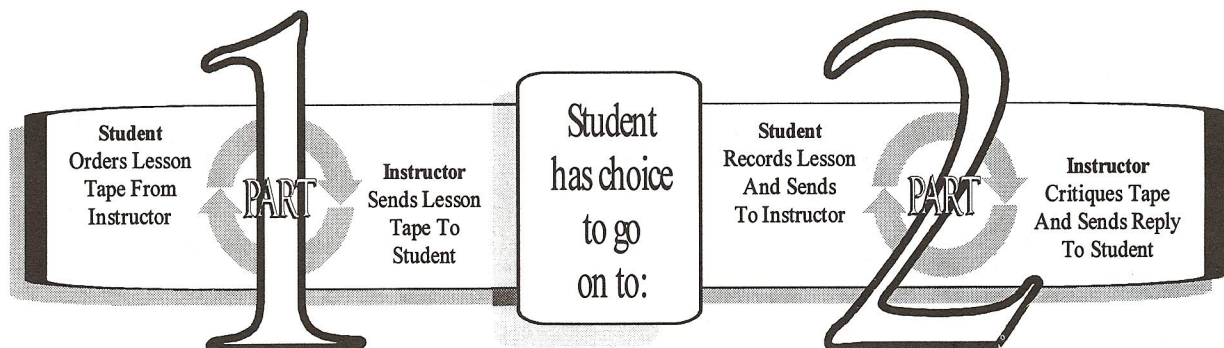 1
PART
Student
Orders Lesson
Tape From
Instructor
Instructor
Sends Lesson
Tape To
Student
Student
has choice
to go
on to:
2
PART
Student
Records Lesson
And Sends
To Instructor
Instructor
Critiques Tape
And Sends Reply
To Student